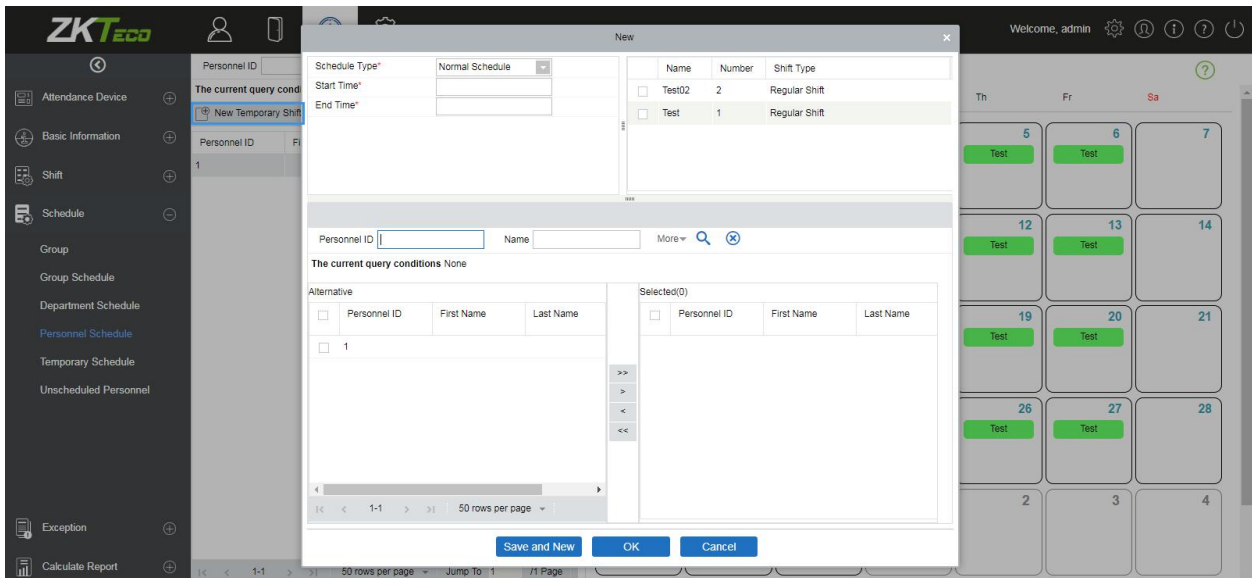 ZKTeco
Welcome, admin
New
Attendance Device
Basic Information
Shift
Schedule
Group
Group Schedule
Department Schedule
Personnel Schedule
Temporary Schedule
Unscheduled Personnel
Exception
Calculate Report
Personnel ID
The current query condi
New Temporary Shift
Personnel ID Fi
1
1-1 50 rows per page Jump To 1 /1 Page
Schedule Type* Normal Schedule
Start Time*
End Time*
Name Number Shift Type
Test02 2 Regular Shift
Test 1 Regular Shift
Personnel ID Name More
The current query conditions None
Alternative
Personnel ID First Name Last Name
1
1-1 50 rows per page
>>
>
<
<<
Selected(0)
Personnel ID First Name Last Name
Save and New OK Cancel
Th Fr Sa
5 6 7
Test Test
12 13 14
Test Test
19 20 21
Test Test
26 27 28
Test Test
2 3 4